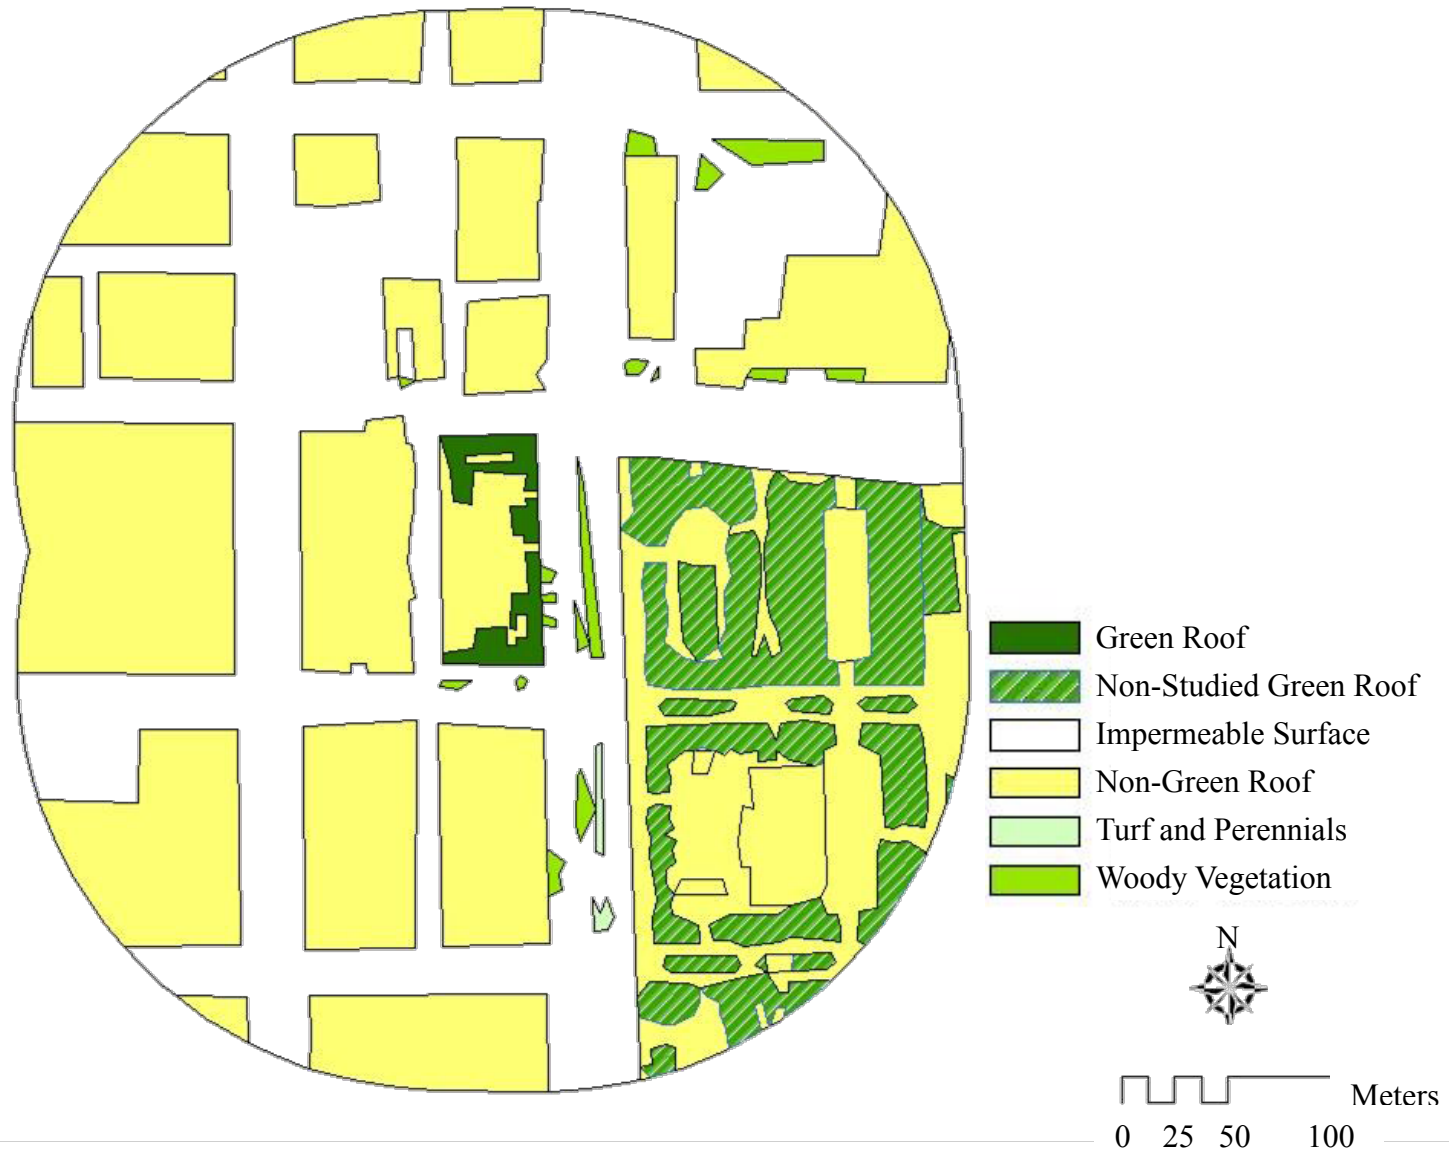 Green Roof
Non-Studied Green Roof
Impermeable Surface
Non-Green Roof
Turf and Perennials
Woody Vegetation
N
Meters
0 25 50 100